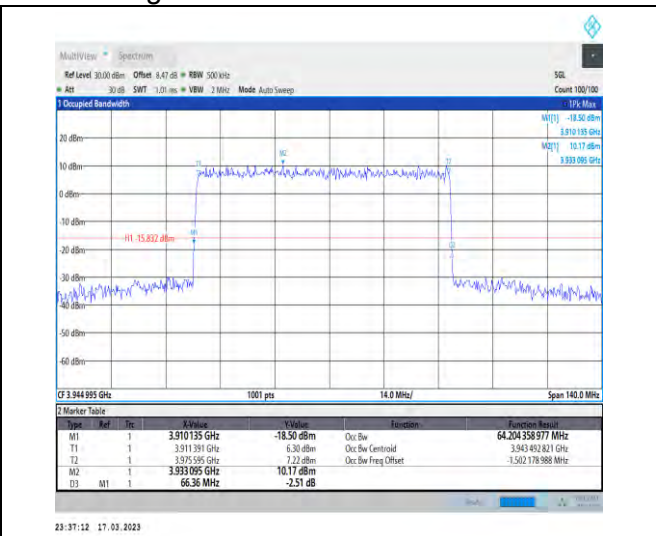 MultiView Spectrum
Ref Level 30.00 dBm Offset 8.47 dB RBW 500 kHz SGL
Att 30 dB SWT 1.01 ms VBW 2 MHz Mode Auto Sweep Count 100/100
1 Occupied Bandwidth 1Pk Max
M1[1] -18.50 dBm
3.910 135 GHz
M2[1] 10.17 dBm
3.933 095 GHz
20 dBm
M2
T1 T2
10 dBm
0 dBm
-10 dBm
M1
H1 -15.832 dBm
-20 dBm
-30 dBm
-40 dBm
-50 dBm
-60 dBm
CF 3.944 995 GHz 1001 pts 14.0 MHz/ Span 140.0 MHz
2 Marker Table
Type Ref Trc X-Value Y-Value Function Function Result
M1 1 3.910135 GHz -18.50 dBm Occ Bw 64.204 358 977 MHz
T1 1 3.911 391 GHz 6.30 dBm Occ Bw Centroid 3.943 492 821 GHz
T2 1 3.975 595 GHz 7.22 dBm Occ Bw Freq Offset -1.502 178 988 MHz
M2 1 3.933 095 GHz 10.17 dBm
D3 M1 1 66.36 MHz -2.51 dB
23:37:12 17.03.2023